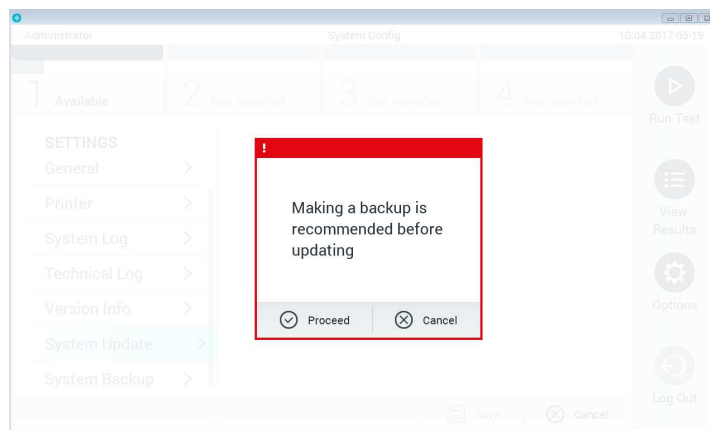 Administrator System Config 10:04 2017-05-19
1 Available 2 Not installed 3 Not installed 4 Not installed
Run Test
SETTINGS
General
Printer
System Log
Technical Log
Version Info
System Update
System Backup
!
Making a backup is
recommended before
updating
Proceed Cancel
View
Results
Options
Log Out
Save Cancel